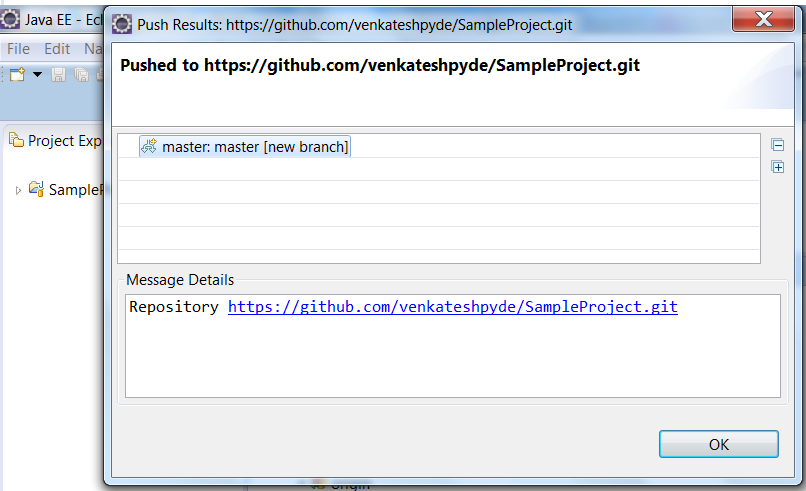 Java EE - Ecl
Push Results: https://github.com/venkateshpyde/SampleProject.git
File Edit Na
Pushed to https://github.com/venkateshpyde/SampleProject.git
Project Exp
master: master [new branch]
SampleP
Message Details
Repository https://github.com/venkateshpyde/SampleProject.git
OK